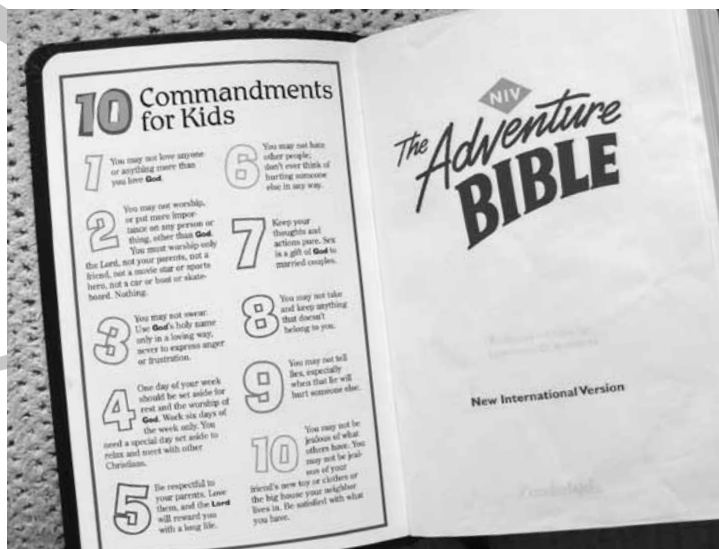 10 Commandments
for Kids
1 You may not love anyone
or anything more than
you love God.
2 You may not worship,
or put more impor-
tance on any person or
thing, other than God.
You must worship only
the Lord, not your parents, not a
friend, not a movie star or sports
hero, not a car or boat or skate-
board. Nothing.
3 You may not swear.
Use God's holy name
only in a loving way,
never to express anger
or frustration.
4 One day of your week
should be set aside for
rest and the worship of
God. Work six days of
the week only. You
need a special day set aside to
relax and meet with other
Christians.
5 Be respectful to
your parents. Love
them, and the Lord
will reward you
with a long life.
6 You may not hate
other people;
don't ever think of
hurting someone
else in any way.
7 Keep your
thoughts and
actions pure. Sex
is a gift of God to
married couples.
8 You may not take
and keep anything
that doesn't
belong to you.
9 You may not tell
lies, especially
when that lie will
hurt someone else.
10 You may not be
jealous of what
others have. You
may not be jeal-
ous of your
friend's new toy or clothes or
the big house your neighbor
lives in. Be satisfied with what
you have.
NIV
The Adventure
BIBLE
New International Version